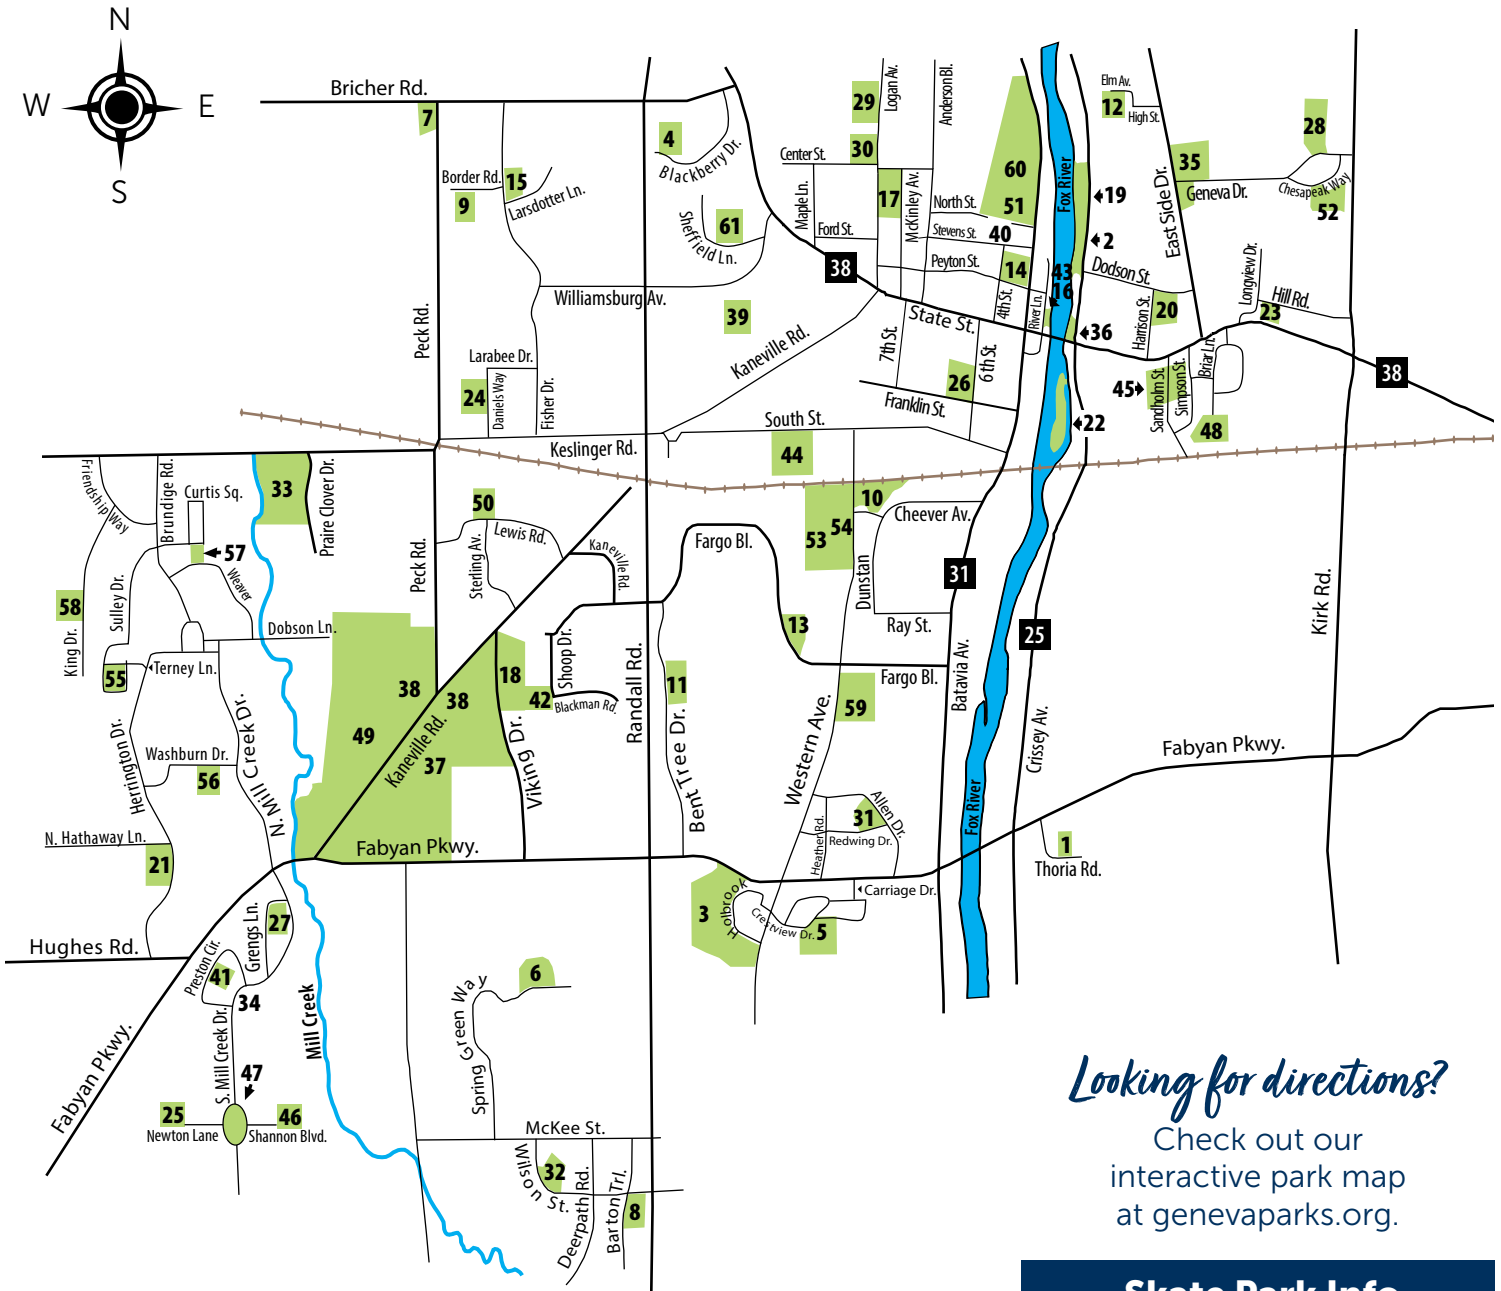 N
W
E
S
Bricher Rd.
7
4
Blackberry Dr.
29
Logan Av.
Anderson Bl.
30
Center St.
60
51
Fox River
Elm Av.
12
High St.
28
35
Geneva Dr.
Chesapeak Way
52
East Side Dr.
19
2
Border Rd.
15
9
Larsdotter Ln.
Sheffield Ln.
61
Maple Ln.
17
McKinley Av.
North St.
Ford St.
Stevens St.
40
38
Peyton St.
14
43
16
Dodson St.
4th St.
River Ln.
Harrison St.
20
Longview Dr.
Hill Rd.
23
Williamsburg Av.
39
State St.
36
Peck Rd.
Kaneville Rd.
7th St.
6th St.
26
Franklin St.
Larabee Dr.
24
Daniels Way
Fisher Dr.
45
Sandholm St.
Simpson St.
Briar Ln.
38
22
48
South St.
Keslinger Rd.
44
Friendship Way
Brundige Rd.
Curtis Sq.
33
Prairie Clover Dr.
50
Lewis Rd.
Sterling Av.
Kaneville Rd.
Fargo Bl.
53
54
10
Cheever Av.
57
Weaver
Peck Rd.
58
King Dr.
Sulley Dr.
Dobson Ln.
Dunstan
31
25
Kirk Rd.
13
Ray St.
Fargo Bl.
55
Terney Ln.
18
Shoop Dr.
42
Blackman Rd.
Randall Rd.
11
Bent Tree Dr.
59
Western Ave.
Batavia Av.
Crissey Av.
38
38
49
37
Kaneville Rd.
Viking Dr.
Herrington Dr.
N. Mill Creek Dr.
Washburn Dr.
56
Fabyan Pkwy.
N. Hathaway Ln.
21
Fabyan Pkwy.
31
Allen Dr.
Heather Rd.
Redwing Dr.
Fox River
1
Thoria Rd.
Carriage Dr.
3
Holbrook
Crestview Dr.
5
Hughes Rd.
Grengs Ln.
27
Preston Cir.
41
34
Mill Creek
Spring Green Way
6
Fabyan Pkwy.
S. Mill Creek Dr.
47
25
46
Newton Lane
Shannon Blvd.
McKee St.
Wilson St.
32
Deerpath Rd.
Barton Trl.
8
Looking for directions?
Check out our
interactive park map
at genevaparks.org.